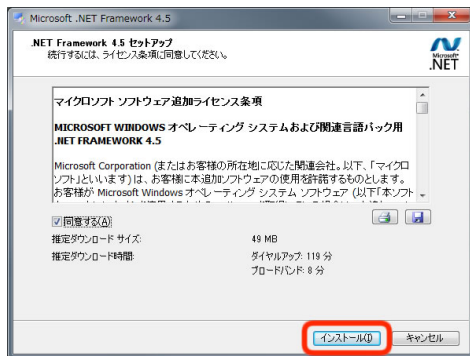 Microsoft .NET Framework 4.5
.NET Framework 4.5 セットアップ
続行するには、ライセンス条項に同意してください。
Microsoft
.NET
マイクロソフト ソフトウェア追加ライセンス条項
MICROSOFT WINDOWS オペレーティング システムおよび関連言語パック用
.NET FRAMEWORK 4.5
Microsoft Corporation (またはお客様の所在地に応じた関連会社。以下、「マイクロ
ソフト」といいます) は、お客様に本追加ソフトウェアの使用を許諾するものとします。
お客様が Microsoft Windows オペレーティング システム ソフトウェア (以下「本ソフト
同意する(A)
推定ダウンロード サイズ: 49 MB
推定ダウンロード時間: ダイヤルアップ: 119 分
ブロードバンド: 8 分
インストール(I) キャンセル